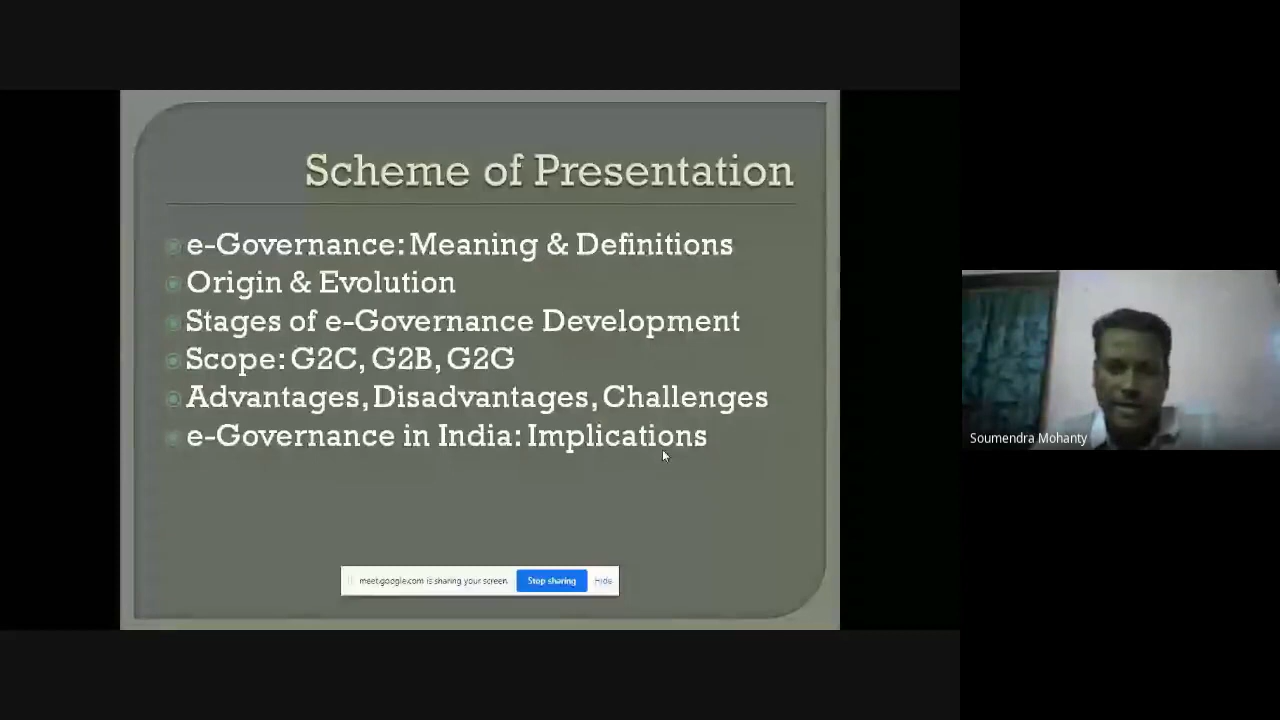 Scheme of Presentation
e-Governance: Meaning & Definitions
Origin & Evolution
Stages of e-Governance Development
Scope: G2C, G2B, G2G
Advantages, Disadvantages, Challenges
e-Governance in India: Implications
meet.google.com is sharing your screen. Stop sharing Hide
Soumendra Mohanty